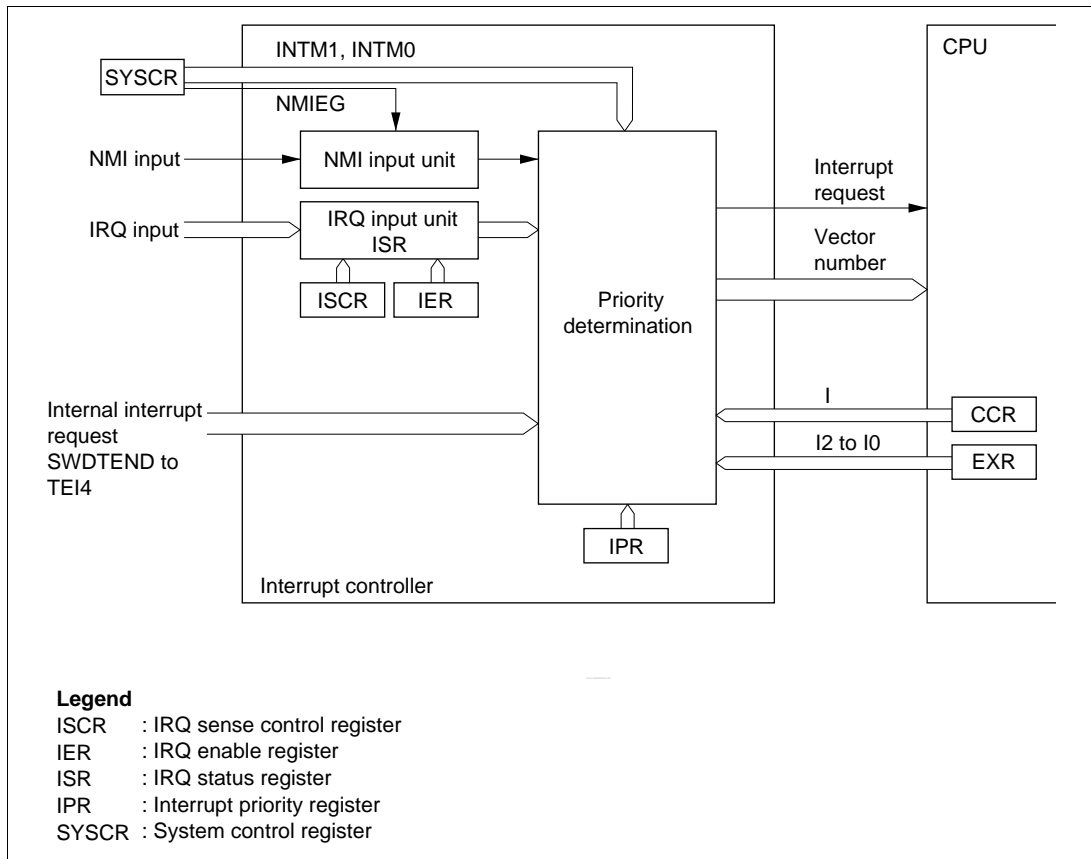 INTM1, INTM0
CPU
SYSCR
NMIEG
NMI input
NMI input unit
Interrupt
request
IRQ input
IRQ input unit
ISR
Vector
number
ISCR
IER
Priority
determination
Internal interrupt
request
SWDTEND to
TEI4
I
CCR
I2 to I0
EXR
IPR
Interrupt controller
Legend
ISCR : IRQ sense control register
IER : IRQ enable register
ISR : IRQ status register
IPR : Interrupt priority register
SYSCR : System control register